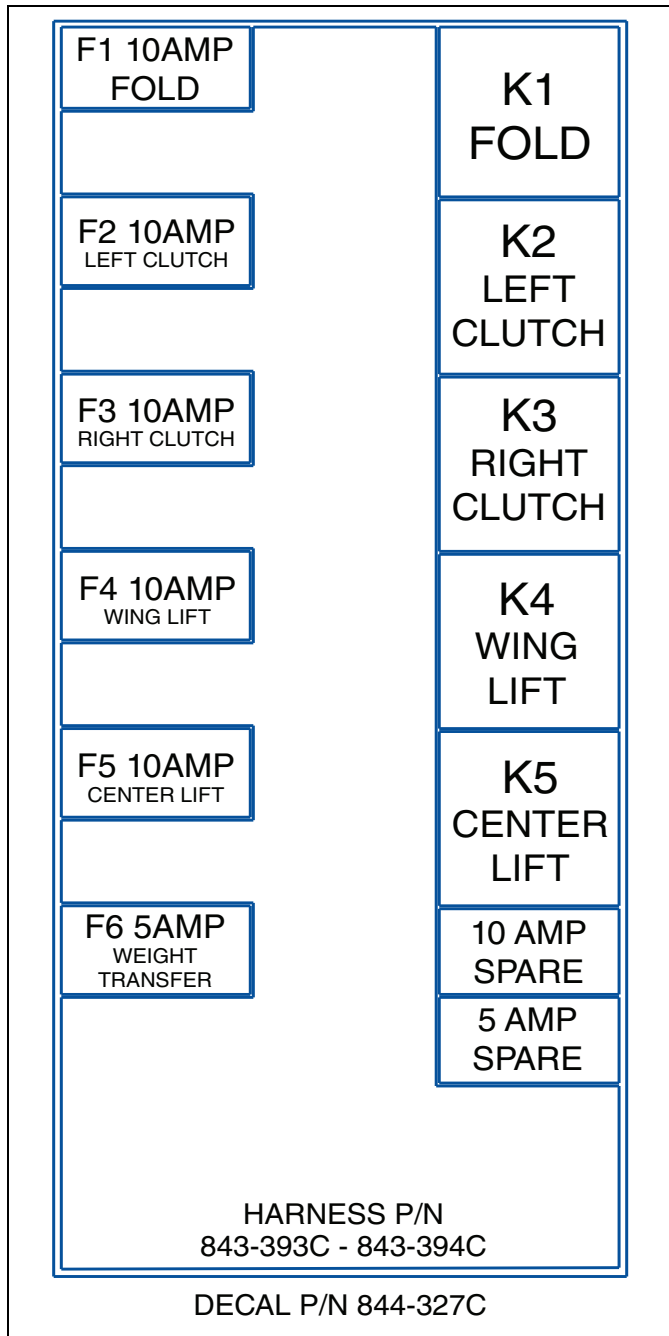 F1 10AMP
FOLD
F2 10AMP
LEFT CLUTCH
F3 10AMP
RIGHT CLUTCH
F4 10AMP
WING LIFT
F5 10AMP
CENTER LIFT
F6 5AMP
WEIGHT
TRANSFER
K1
FOLD
K2
LEFT
CLUTCH
K3
RIGHT
CLUTCH
K4
WING
LIFT
K5
CENTER
LIFT
10 AMP
SPARE
5 AMP
SPARE
HARNESS P/N
843-393C - 843-394C
DECAL P/N 844-327C